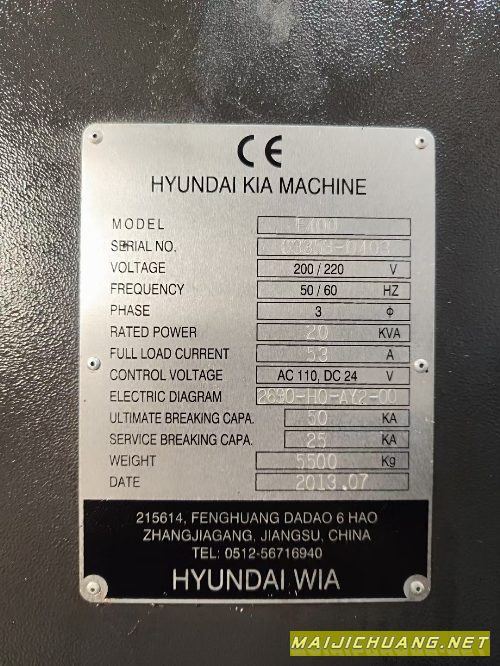 CE
HYUNDAI KIA MACHINE
MODEL
SERIAL NO.
VOLTAGE 200 / 220 V
FREQUENCY 50 / 60 HZ
PHASE 3 Φ
RATED POWER 20 KVA
FULL LOAD CURRENT 53 A
CONTROL VOLTAGE AC 110, DC 24 V
ELECTRIC DIAGRAM
ULTIMATE BREAKING CAPA. 50 KA
SERVICE BREAKING CAPA. 25 KA
WEIGHT 5500 Kg
DATE 2013.07
215614, FENGHUANG DADAO 6 HAO
ZHANGJIAGANG, JIANGSU, CHINA
TEL: 0512-56716940
HYUNDAI WIA
MAIJICHUANG.NET